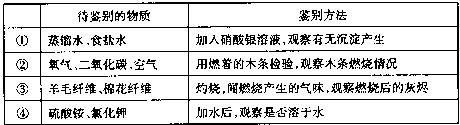 待鉴别的物质 鉴别方法
① 蒸馏水、食盐水 加入硝酸银溶液,观察有无沉淀产生
② 氧气、二氧化碳、空气 用燃着的木条检验,观察木条燃烧情况
③ 羊毛纤维、棉花纤维 灼烧,闻燃烧产生的气味,观察燃烧后的灰烬
④ 硫酸铵、氯化钾 加水后,观察是否溶于水